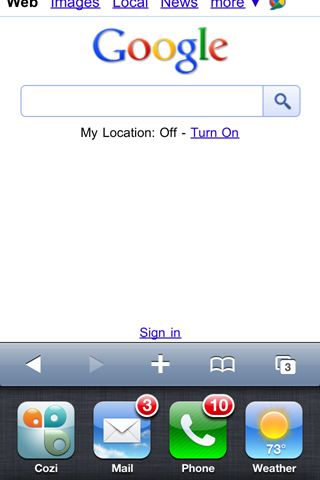 Web Images Local News more ▼
Google
My Location: Off - Turn On
Sign in
3
3 10 73°
Cozi Mail Phone Weather